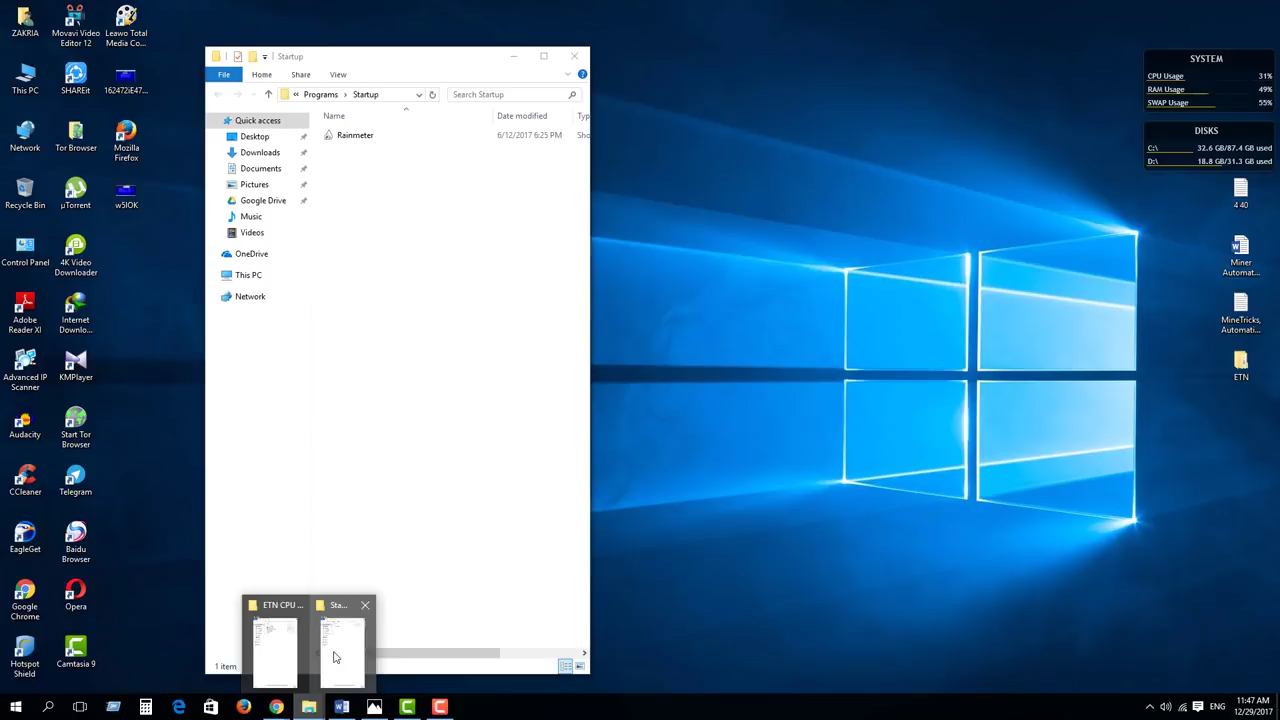 ZAKRIA
Movavi Video
Editor 12
Leawo Total
Media Co...
This PC
SHAREit
16247286 47...
Network
Mozilla
Firefox
Recycle Bin
µTorrent
w5IOK
Control Panel
4K Video
Downloader
Adobe
Reader XI
Internet
Downlo...
Advanced IP
Scanner
KMPlayer
Audacity
Start Tor
Browser
CCleaner
Telegram
EagleGet
Baidu
Browser
Google
Chrome
Opera
Hotspot
Shield
Camtasia 9
Startup
File
Home
Share
View
Programs
Startup
Search Startup
Name
Date modified
Typ
Rainmeter
6/12/2017 6:25 PM
Sho
Quick access
Desktop
Downloads
Documents
Pictures
Google Drive
Music
Videos
OneDrive
This PC
Network
ETN CPU ...
Sta...
1 item
SYSTEM
CPU Usage 31%
RAM Usage 49%
SWAP Usage 55%
DISKS
C:\ 32.6 GB/87.4 GB used
D:\ 18.8 GB/31.3 GB used
4 40
Miner
Automat...
MineTricks,
Automati...
ETN
ENG
11:47 AM
12/29/2017